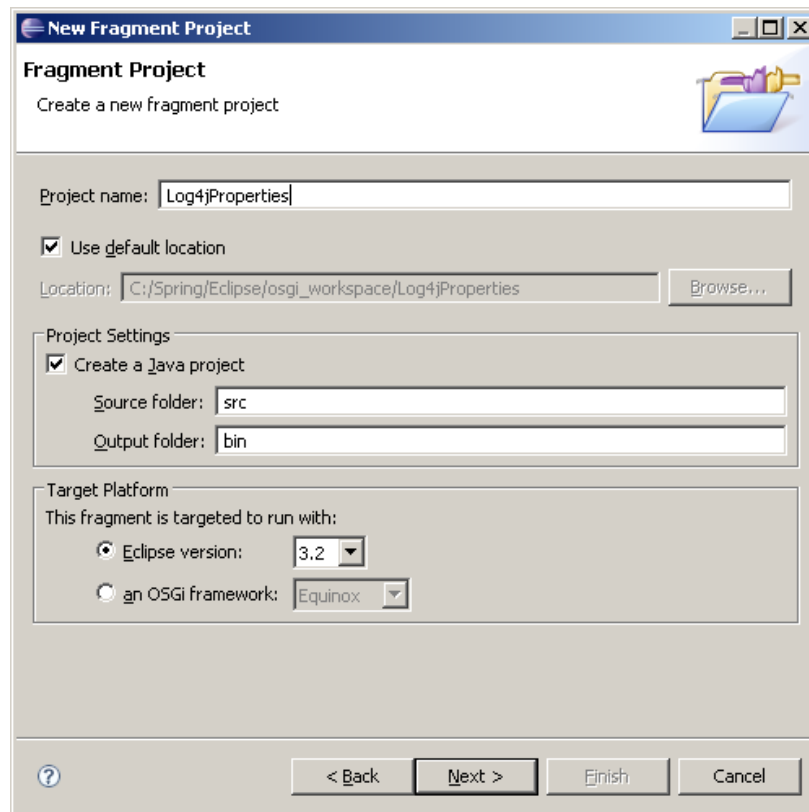 New Fragment Project
Fragment Project
Create a new fragment project
Project name: Log4jProperties
Use default location
Location: C:/Spring/Eclipse/osgi_workspace/Log4jProperties Browse...
Project Settings
Create a Java project
Source folder: src
Output folder: bin
Target Platform
This fragment is targeted to run with:
Eclipse version: 3.2
an OSGi framework: Equinox
? < Back Next > Finish Cancel